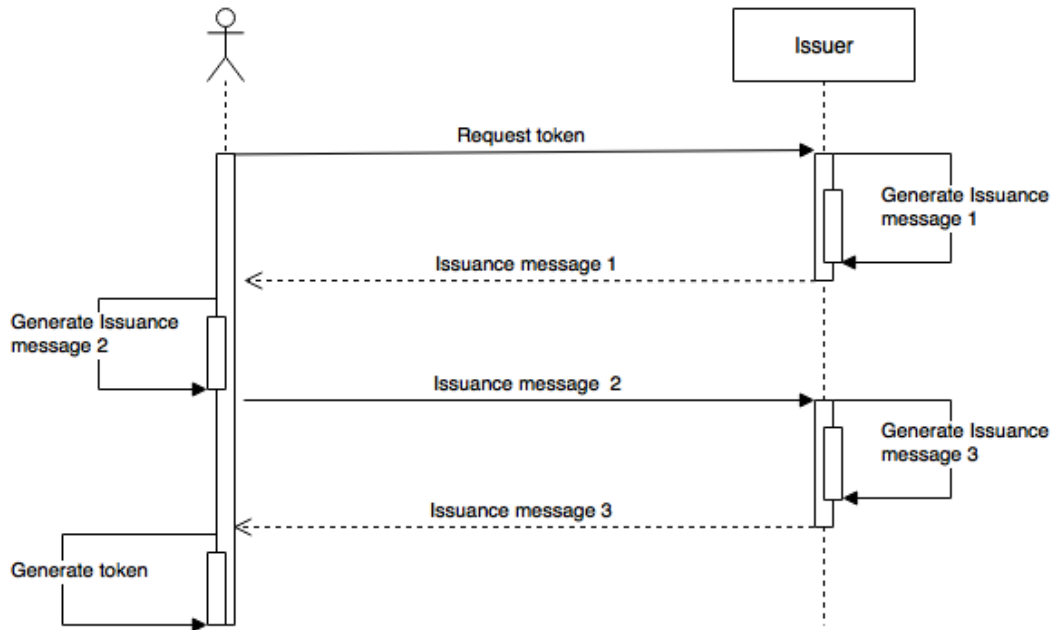 Issuer
Request token
Generate Issuance
message 1
Issuance message 1
Generate Issuance
message 2
Issuance message 2
Generate Issuance
message 3
Issuance message 3
Generate token